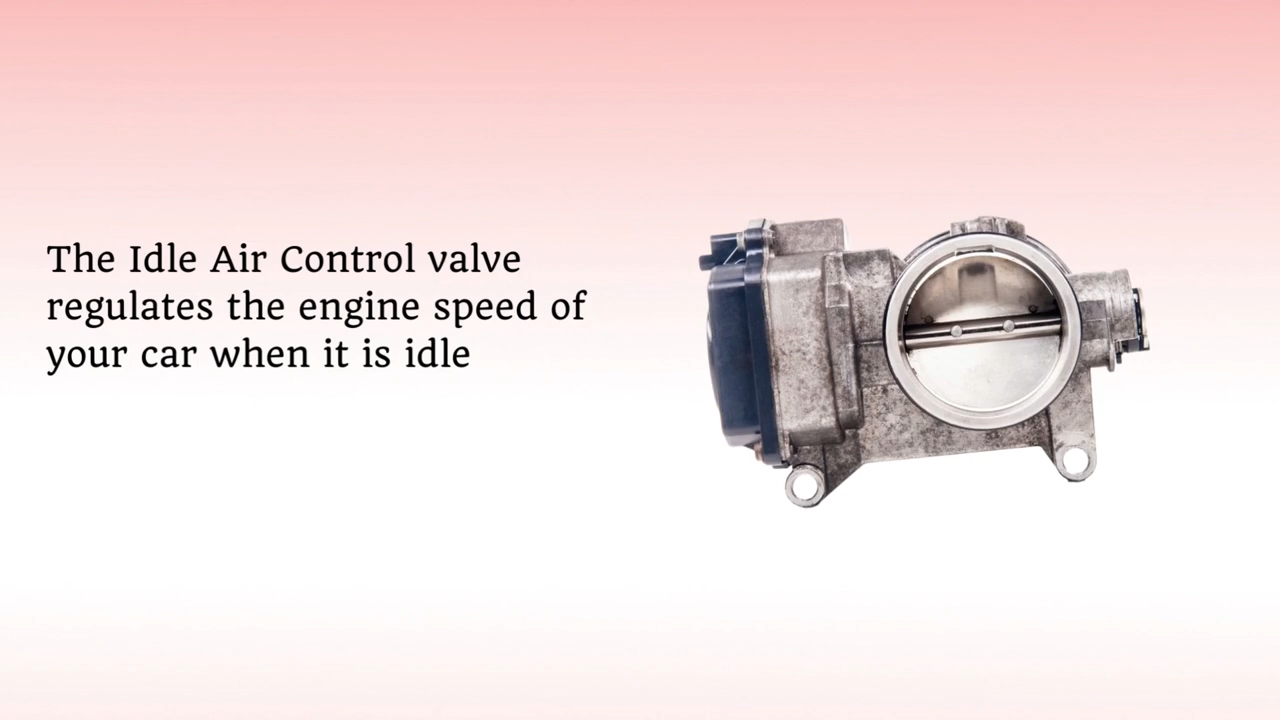 The Idle Air Control valve
regulates the engine speed of
your car when it is idle